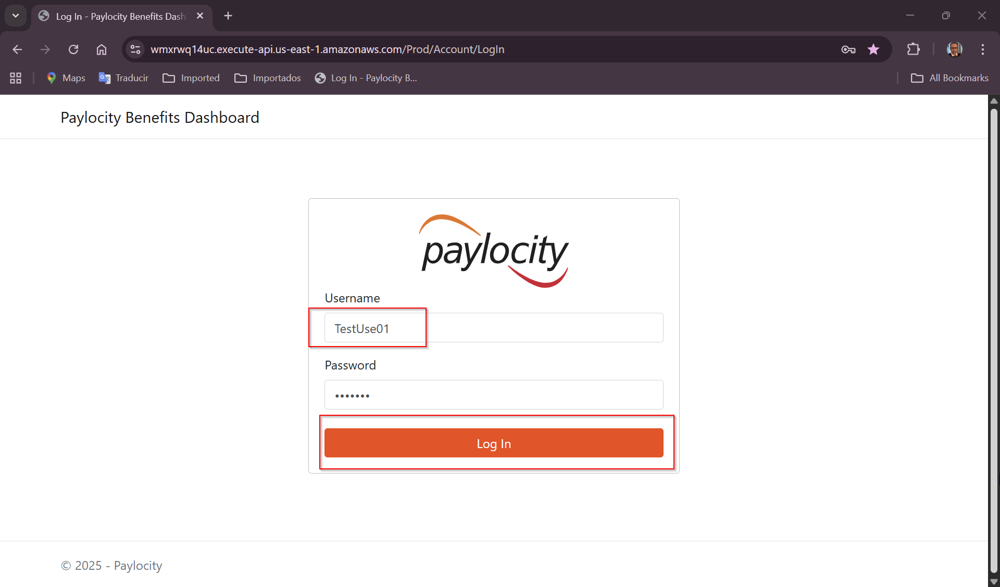 Log In - Paylocity Benefits Dash
wmxrwq14uc.execute-api.us-east-1.amazonaws.com/Prod/Account/LogIn
Maps
Traducir
Imported
Importados
Log In - Paylocity B...
All Bookmarks
Paylocity Benefits Dashboard
paylocity
Username
TestUse01
Password
•••••••
Log In
© 2025 - Paylocity